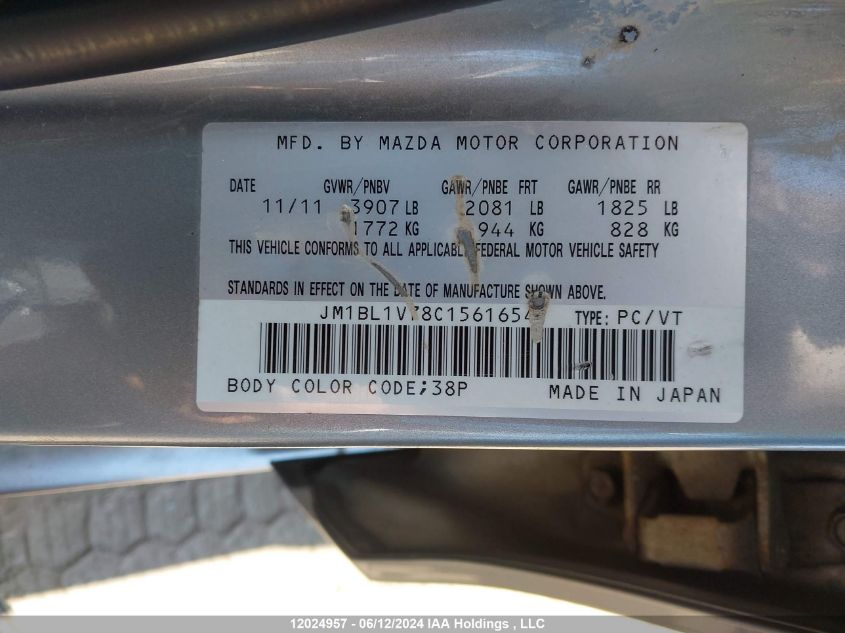 MFD. BY MAZDA MOTOR CORPORATION
DATE GVWR/PNBV GAWR/PNBE FRT GAWR/PNBE RR
11/11 3907 LB 2081 LB 1825 LB
1772 KG 944 KG 828 KG
THIS VEHICLE CONFORMS TO ALL APPLICABLE FEDERAL MOTOR VEHICLE SAFETY
STANDARDS IN EFFECT ON THE DATE OF MANUFACTURE SHOWN ABOVE.
JM1BL1V78C1561654 TYPE: PC/VT
BODY COLOR CODE;38P MADE IN JAPAN
12024957 - 06/12/2024 IAA Holdings , LLC